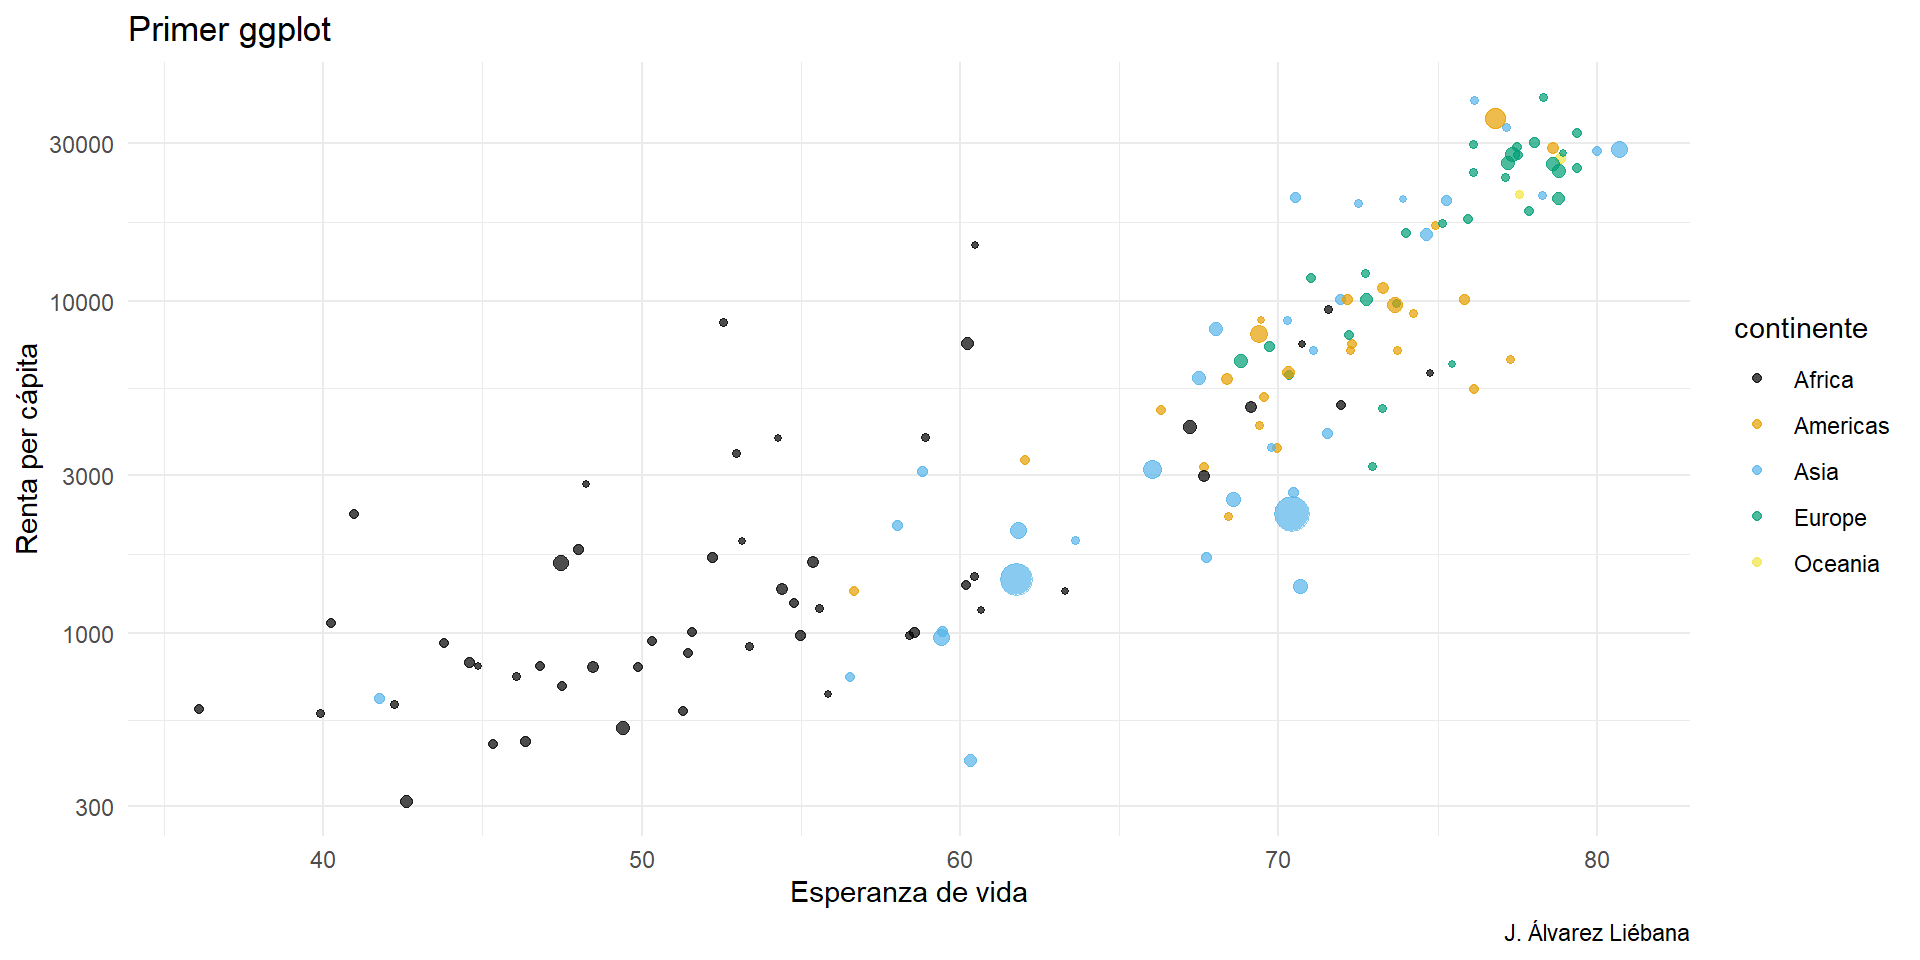 Primer ggplot
Renta per cápita
30000
10000
3000
1000
300
40 50 60 70 80
Esperanza de vida
continente
Africa
Americas
Asia
Europe
Oceania
J. Álvarez Liébana